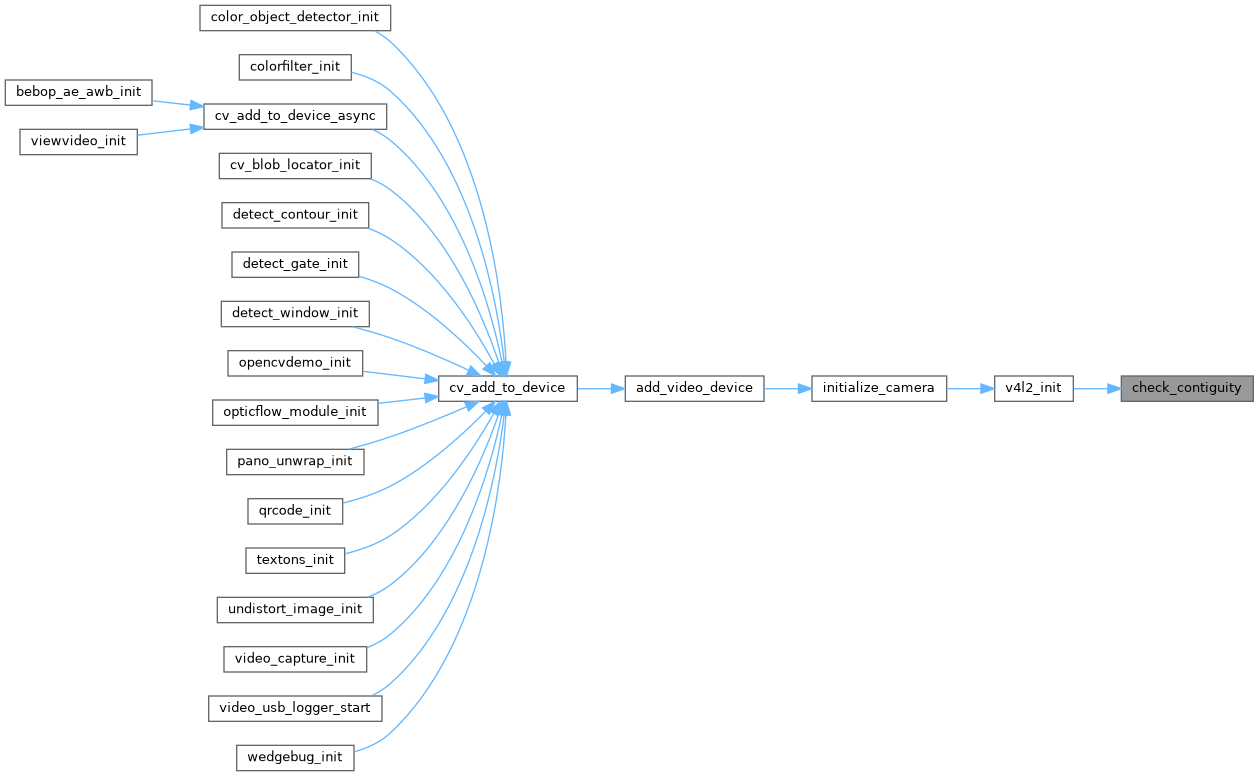 color_object_detector_init
colorfilter_init
bebop_ae_awb_init
cv_add_to_device_async
viewvideo_init
cv_blob_locator_init
detect_contour_init
detect_gate_init
detect_window_init
opencvdemo_init
cv_add_to_device
add_video_device
initialize_camera
v4l2_init
check_contiguity
opticflow_module_init
pano_unwrap_init
qrcode_init
textons_init
undistort_image_init
video_capture_init
video_usb_logger_start
wedgebug_init